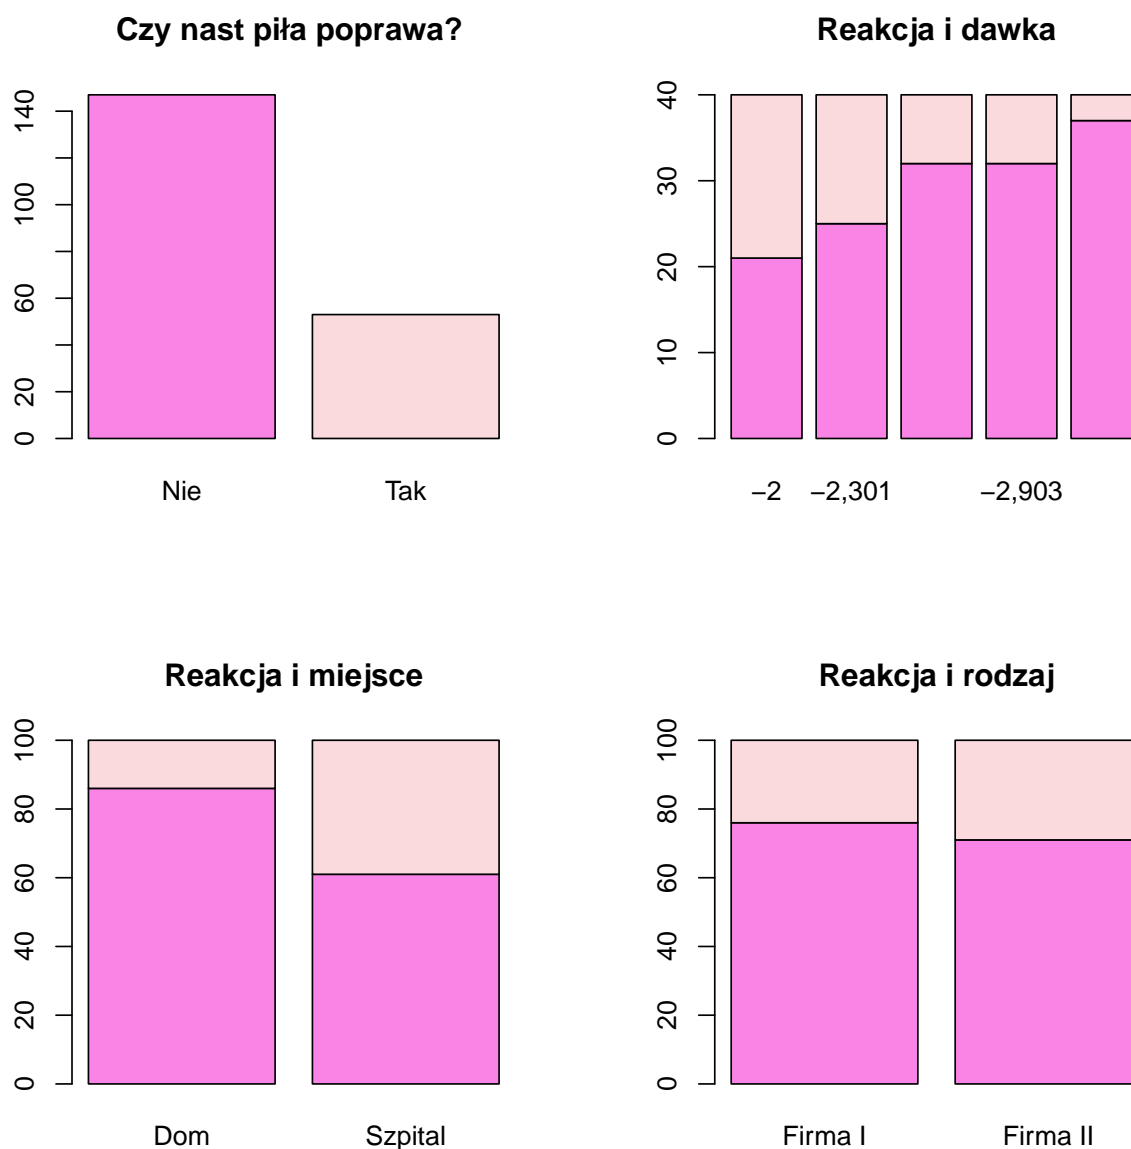 Czy nast piła poprawa?
140
100
60
20
0
Nie Tak
Reakcja i dawka
40
30
20
10
0
−2 −2,301 −2,903
Reakcja i miejsce
100
80
60
40
20
0
Dom Szpital
Reakcja i rodzaj
100
80
60
40
20
0
Firma I Firma II